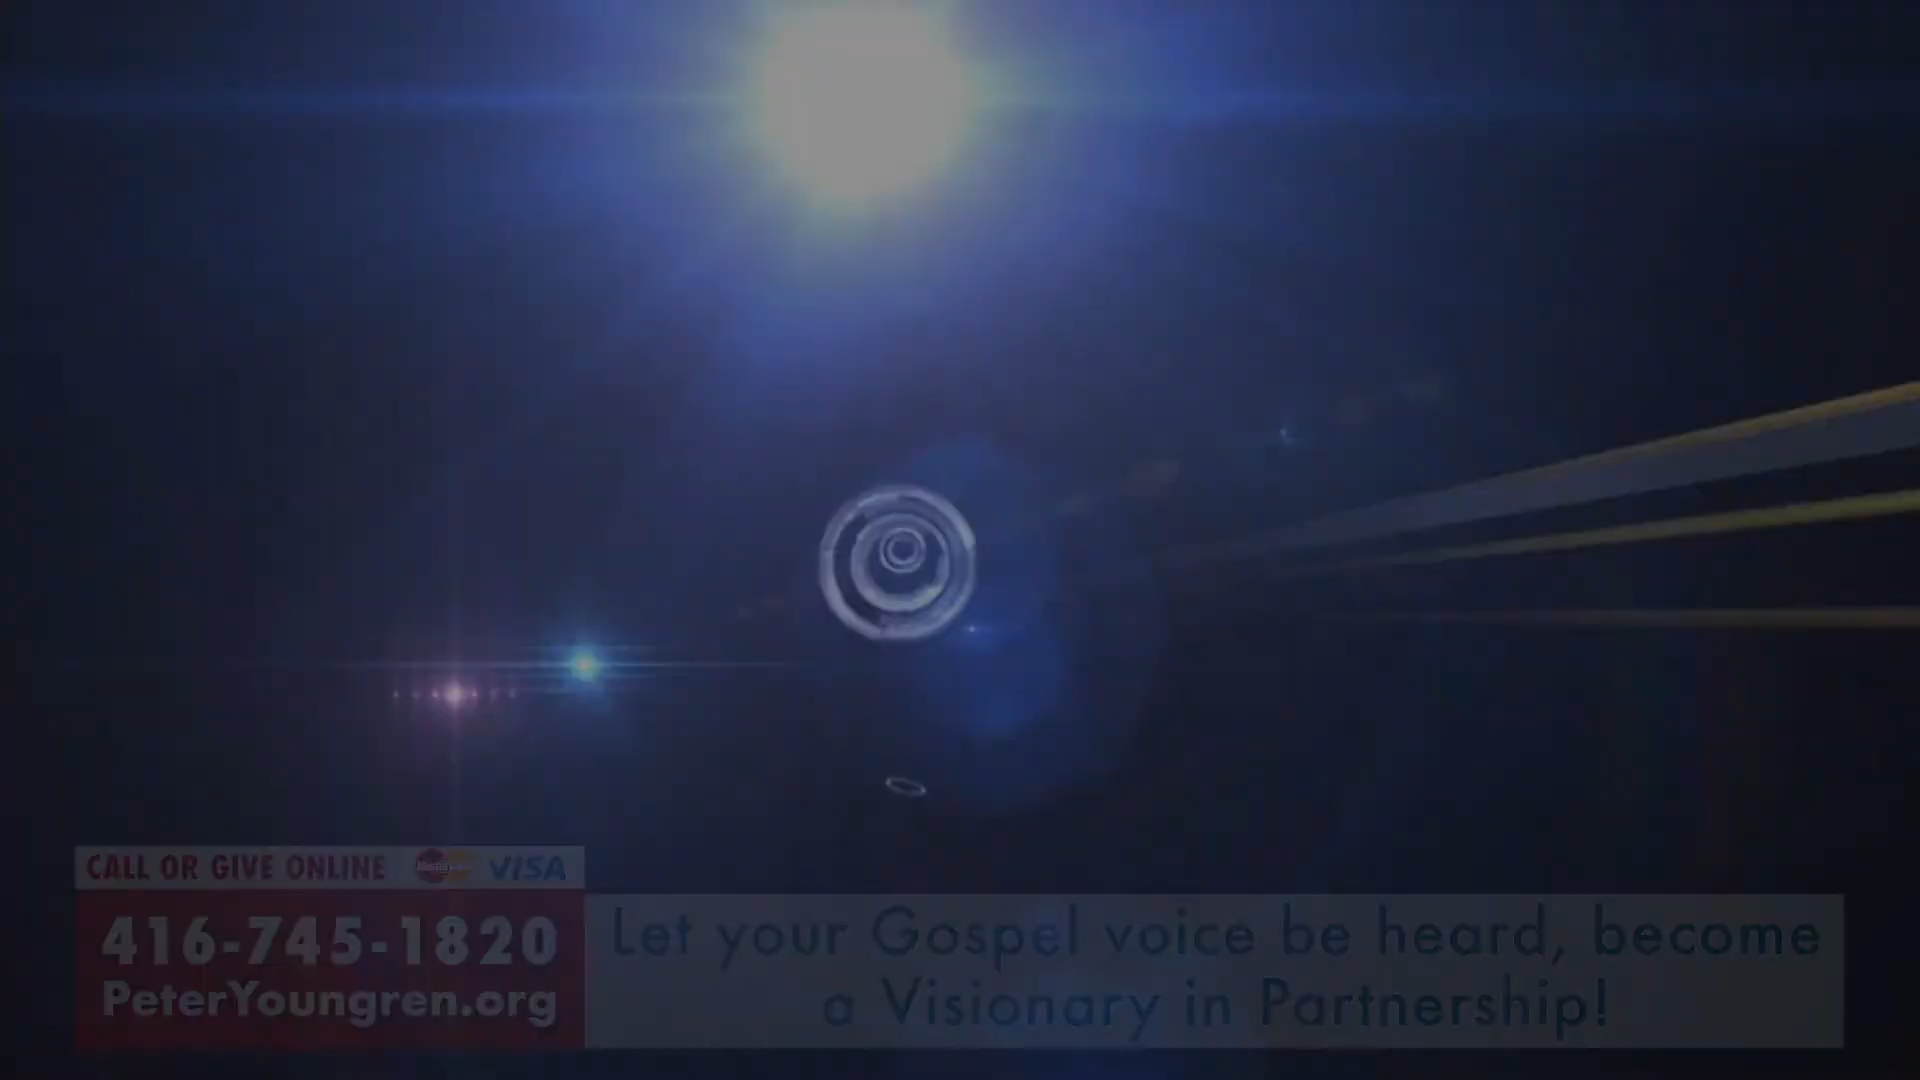 CALL OR GIVE ONLINE VISA
416-745-1820
PeterYoungren.org
Let your Gospel voice be heard, become
a Visionary in Partnership!